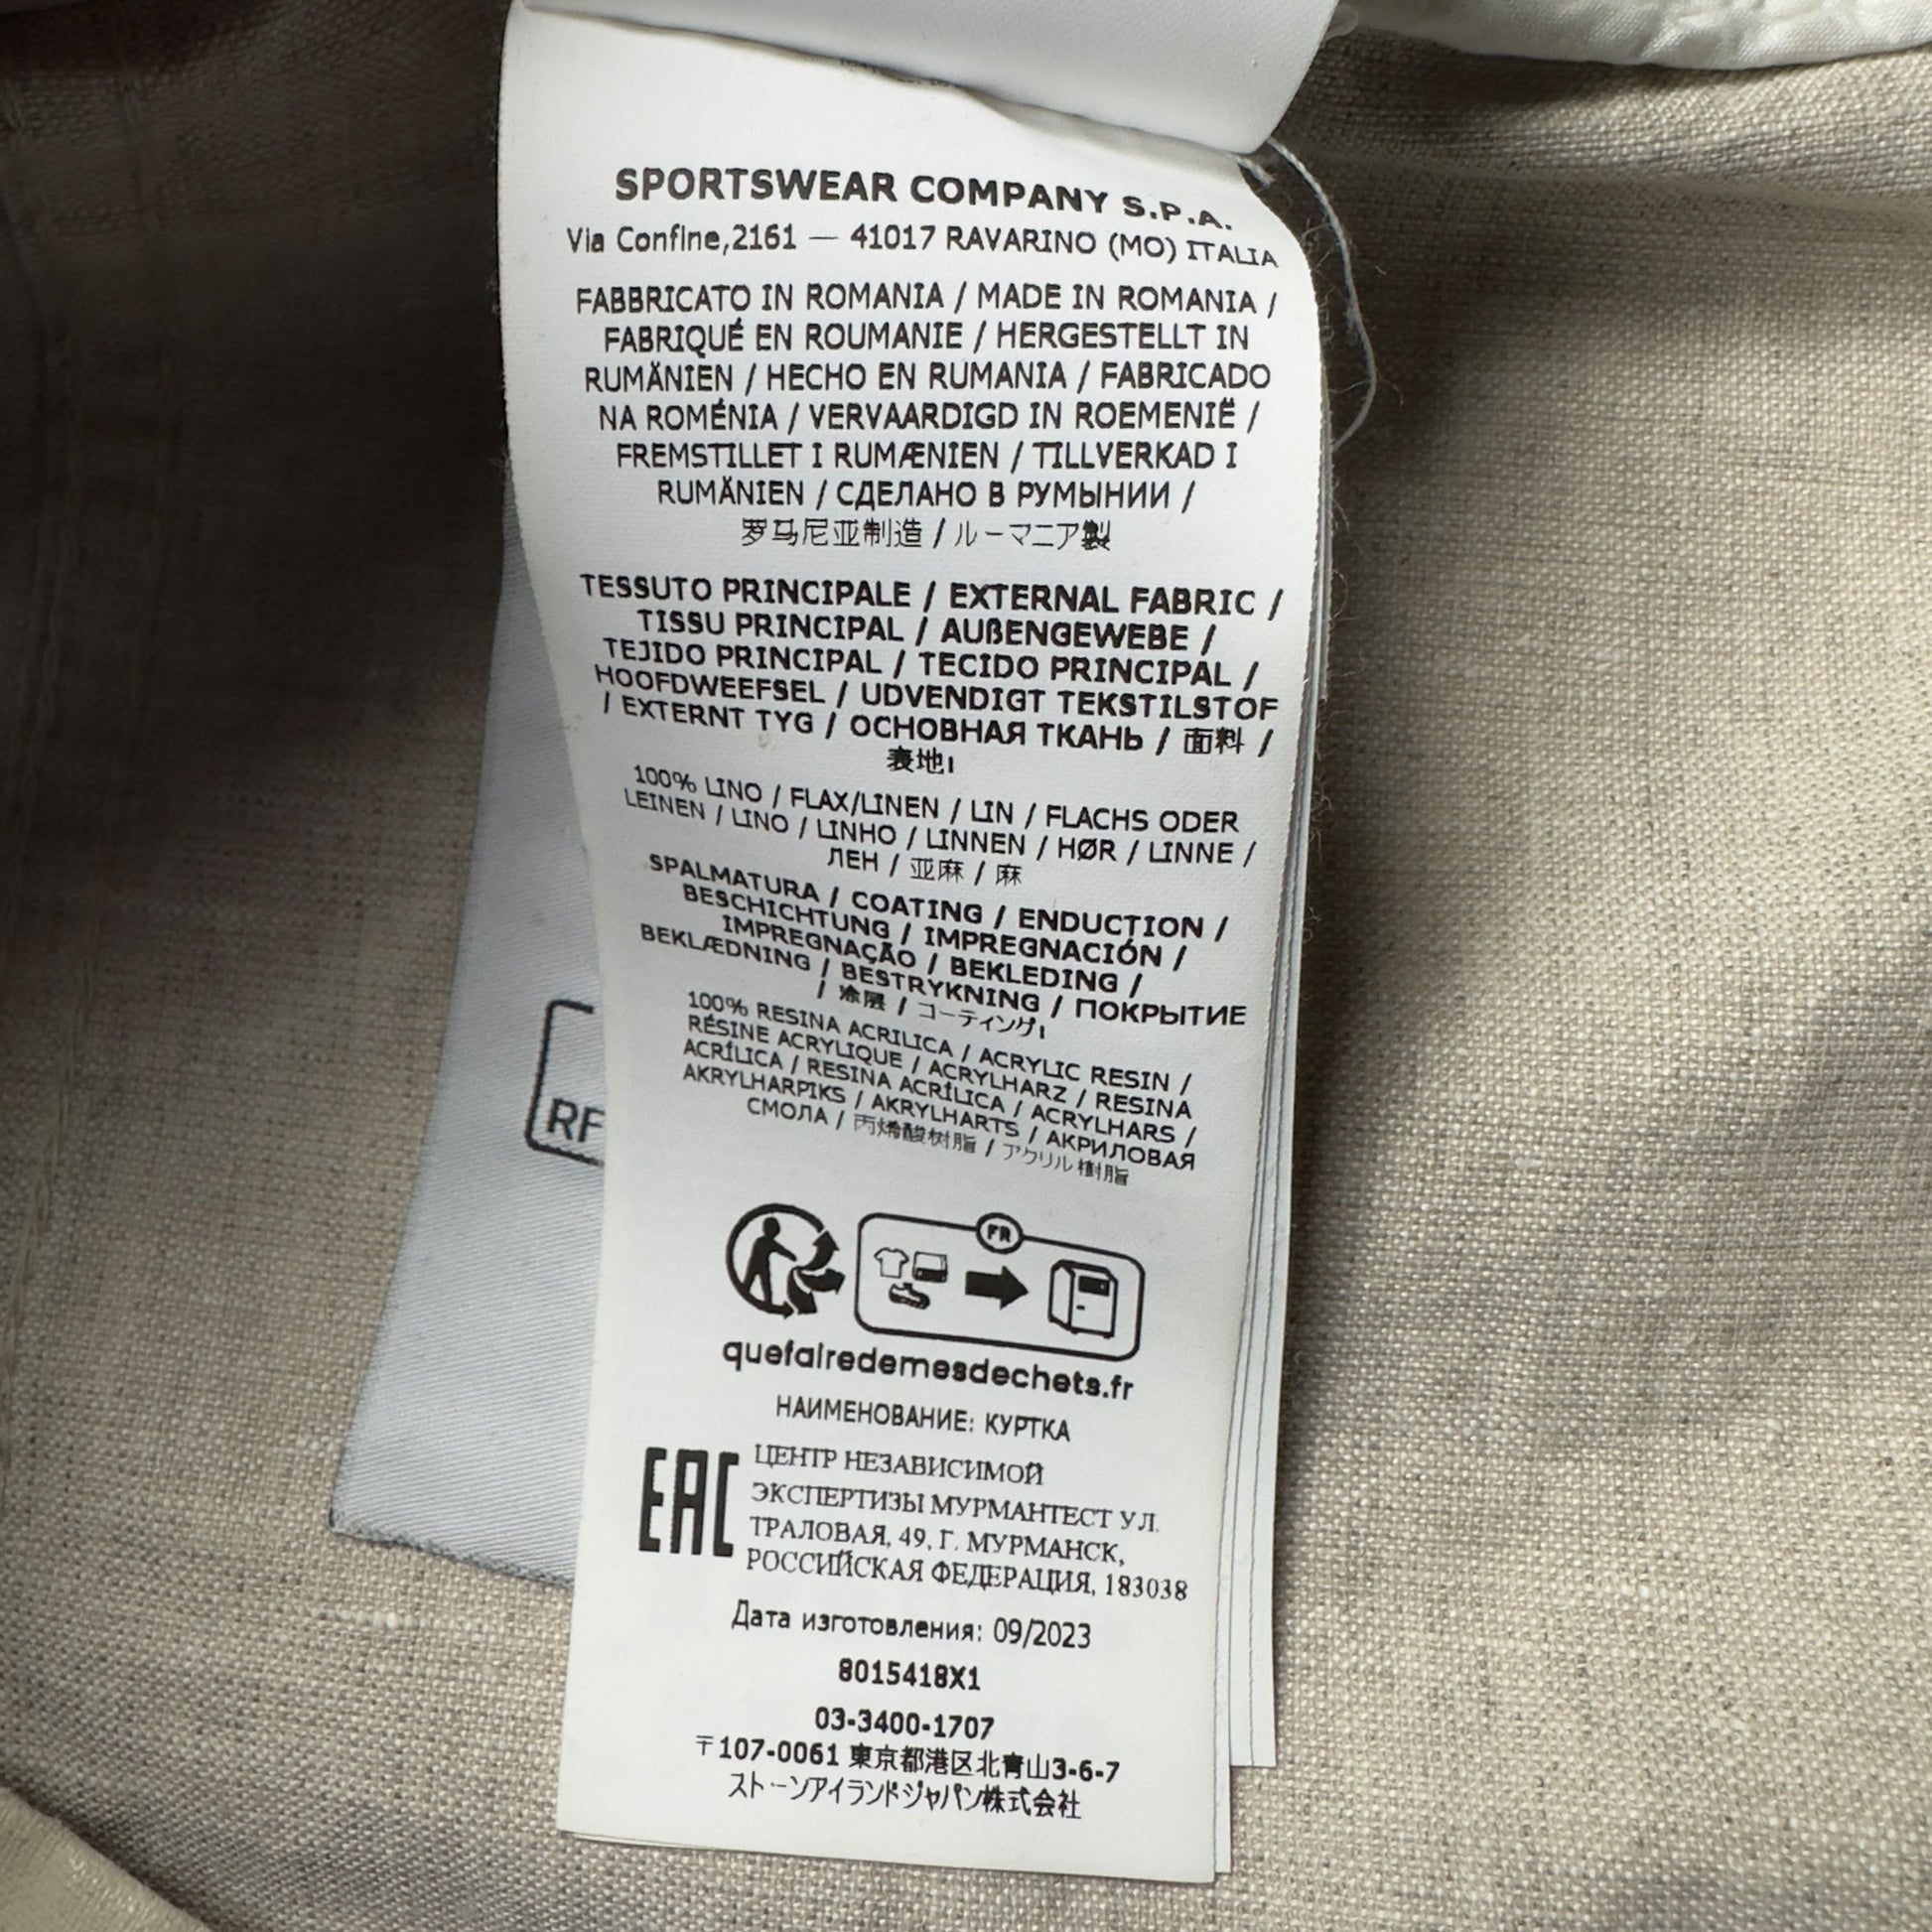 SPORTSWEAR COMPANY S.P.A.
Via Confine,2161 — 41017 RAVARINO (MO) ITALIA
FABBRICATO IN ROMANIA / MADE IN ROMANIA /
FABRIQUÉ EN ROUMANIE / HERGESTELLT IN
RUMÄNIEN / HECHO EN RUMANIA / FABRICADO
NA ROMÉNIA / VERVAARDIGD IN ROEMENIË /
FREMSTILLET I RUMÆNIEN / TILLVERKAD I
RUMÄNIEN / СДЕЛАНО В РУМЫНИИ /
罗马尼亚制造 / ルーマニア製
TESSUTO PRINCIPALE / EXTERNAL FABRIC /
TISSU PRINCIPAL / AUßENGEWEBE /
TEJIDO PRINCIPAL / TECIDO PRINCIPAL /
HOOFDWEEFSEL / UDVENDIGT TEKSTILSTOF
/ EXTERNT TYG / ОСНОВНАЯ ТКАНЬ / 面料 /
表地:
100% LINO / FLAX/LINEN / LIN / FLACHS ODER
LEINEN / LINO / LINHO / LINNEN / HØR / LINNE /
ЛЕН / 亚麻 / 麻
SPALMATURA / COATING / ENDUCTION /
BESCHICHTUNG / IMPREGNACIÓN /
IMPREGNAÇÃO / BEKLEDING /
BEKLÆDNING / BESTRYKNING / ПОКРЫТИЕ
/ 涂层 / コーティング:
100% RESINA ACRILICA / ACRYLIC RESIN /
RÉSINE ACRYLIQUE / ACRYLHARZ / RESINA
ACRÍLICA / RESINA ACRÍLICA / ACRYLHARS /
AKRYLHARPIKS / AKRYLHARTS / АКРИЛОВАЯ
СМОЛА / 丙烯酸树脂 / アクリル樹脂
RF
FR
quefairedemesdechets.fr
НАИМЕНОВАНИЕ: КУРТКА
EAC
ЦЕНТР НЕЗАВИСИМОЙ
ЭКСПЕРТИЗЫ МУРМАНТЕСТ УЛ.
ТРАЛОВАЯ, 49, Г. МУРМАНСК,
РОССИЙСКАЯ ФЕДЕРАЦИЯ, 183038
Дата изготовления: 09/2023
8015418X1
03-3400-1707
〒107-0061 東京都港区北青山3-6-7
ストーンアイランドジャパン株式会社